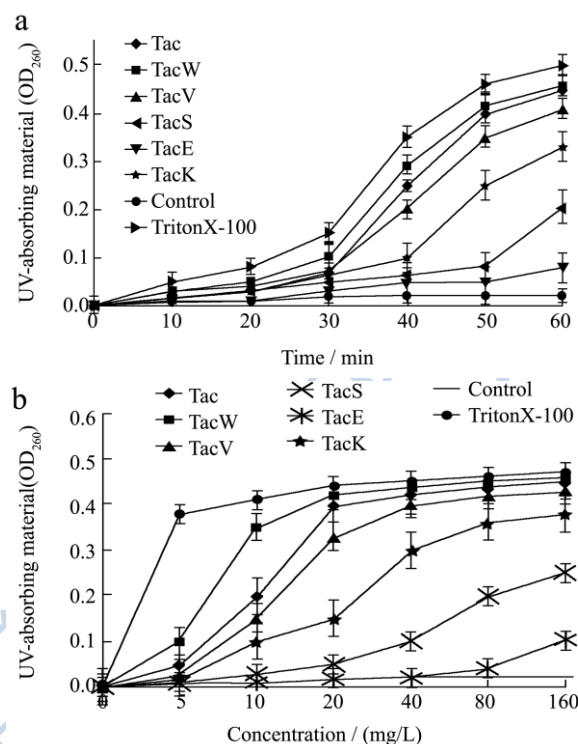 a
UV-absorbing material (OD260)
0.5
0.4
0.3
0.2
0.1
0.0
Tac
TacW
TacV
TacS
TacE
TacK
Control
TritonX-100
0 10 20 30 40 50 60
Time / min
b
UV-absorbing material(OD260)
0.6
0.5
0.4
0.3
0.2
0.1
0.0
Tac TacS Control
TacW TacE TritonX-100
TacV TacK
0 5 10 20 40 80 160
Concentration / (mg/L)